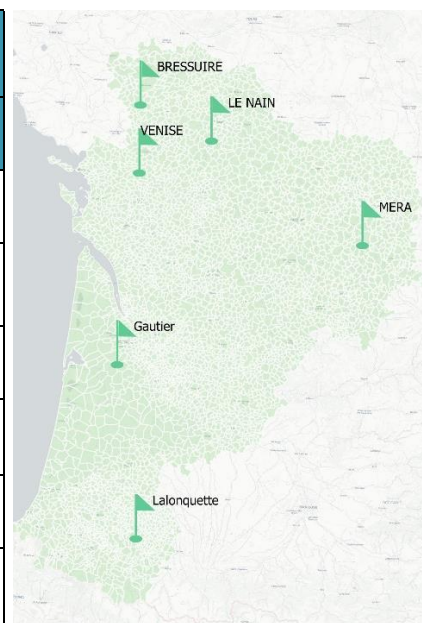 BRESSUIRE
LE NAIN
VENISE
MERA
Gautier
Lalonquette